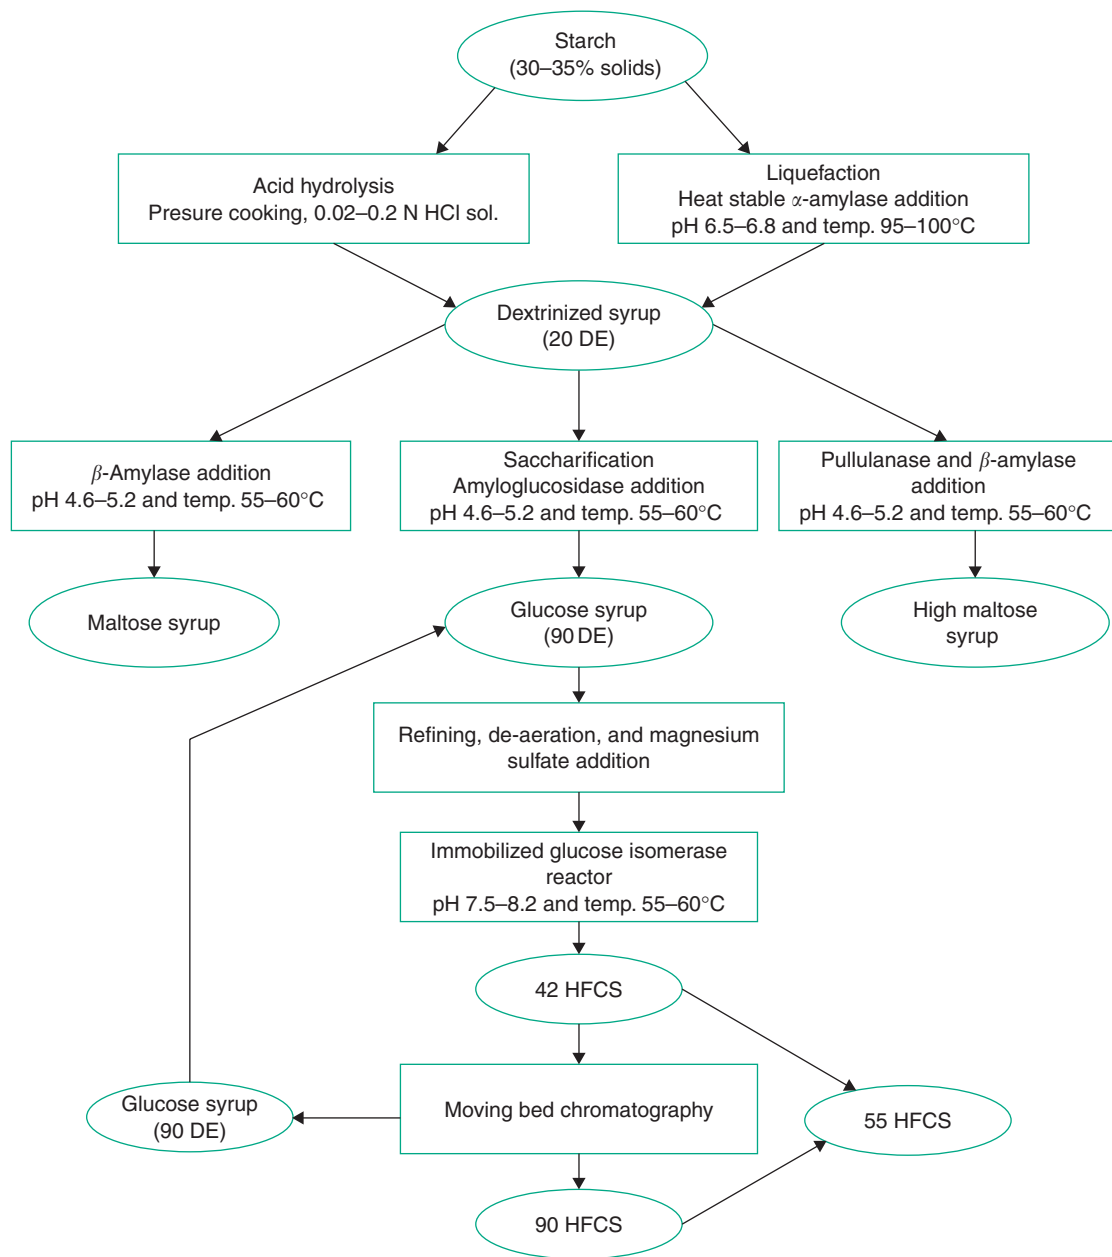 Starch
(30–35% solids)
Acid hydrolysis
Presure cooking, 0.02–0.2 N HCl sol.
Liquefaction
Heat stable α-amylase addition
pH 6.5–6.8 and temp. 95–100°C
Dextrinized syrup
(20 DE)
β-Amylase addition
pH 4.6–5.2 and temp. 55–60°C
Saccharification
Amyloglucosidase addition
pH 4.6–5.2 and temp. 55–60°C
Pullulanase and β-amylase
addition
pH 4.6–5.2 and temp. 55–60°C
Maltose syrup
Glucose syrup
(90 DE)
High maltose
syrup
Refining, de-aeration, and magnesium
sulfate addition
Immobilized glucose isomerase
reactor
pH 7.5–8.2 and temp. 55–60°C
42 HFCS
Glucose syrup
(90 DE)
Moving bed chromatography
55 HFCS
90 HFCS